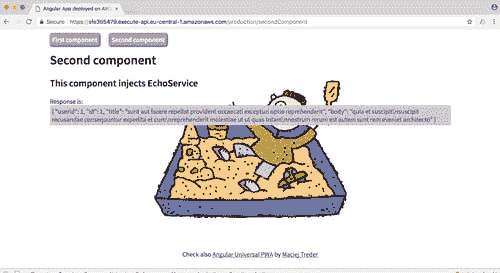 Angular App deployed on AW
Secure https://sfe395479.execute-api.eu-central-1.amazonaws.com/production/secondComponent
First component Second component
Second component
This component injects EchoService
Response is:
{ "userId": 1, "id": 1, "title": "sunt aut facere repellat provident occaecati excepturi optio reprehenderit", "body": "quia et suscipit\nsuscipit
recusandae consequuntur expedita et cum\nreprehenderit molestiae ut ut quas totam\nnostrum rerum est autem sunt rem eveniet architecto" }
Check also Angular Universal PWA by Maciej Treder